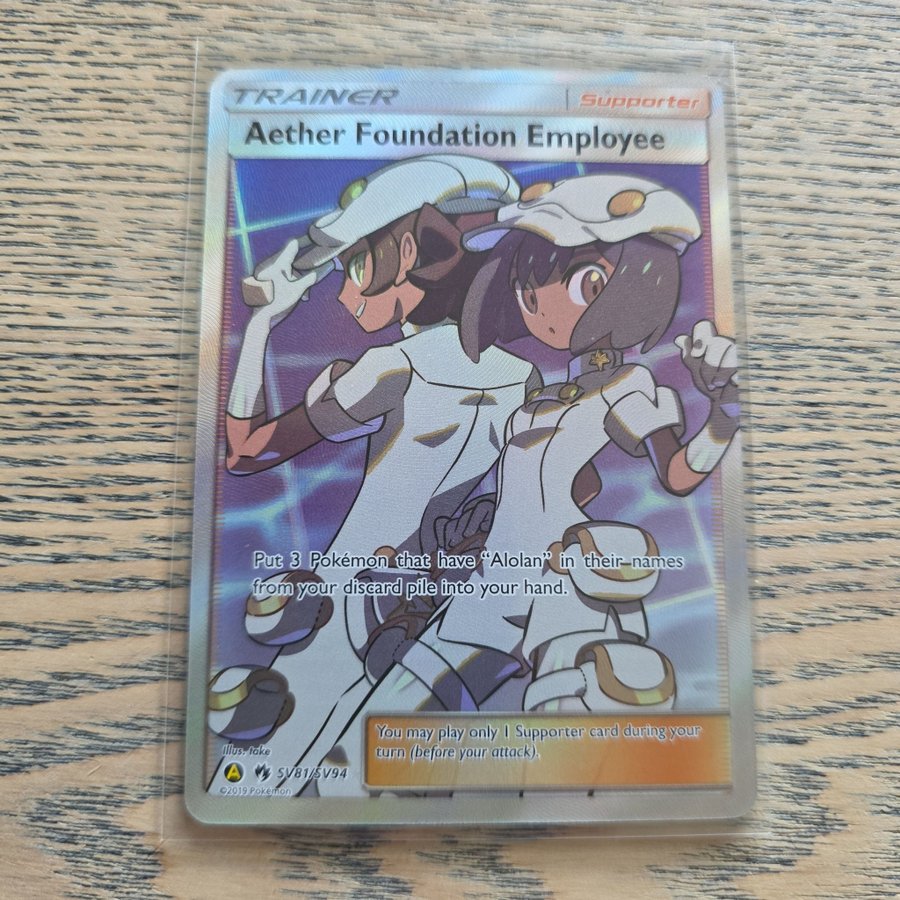 TRAINER
Supporter
Aether Foundation Employee
Put 3 Pokémon that have “Alolan” in their names
from your discard pile into your hand.
You may play only 1 Supporter card during your
turn (before your attack).
Illus. take
A SV81/SV94
©2019 Pokémon